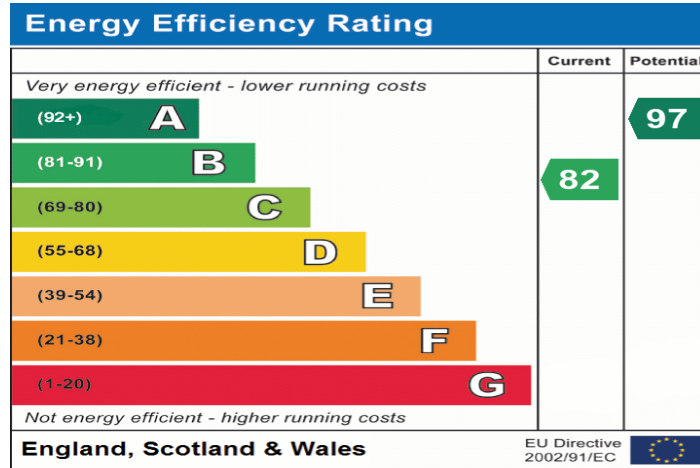 Energy Efficiency Rating
Current Potential
Very energy efficient - lower running costs
(92+) A 97
(81-91) B
82
(69-80) C
(55-68) D
(39-54) E
(21-38) F
(1-20) G
Not energy efficient - higher running costs
England, Scotland & Wales
EU Directive
2002/91/EC